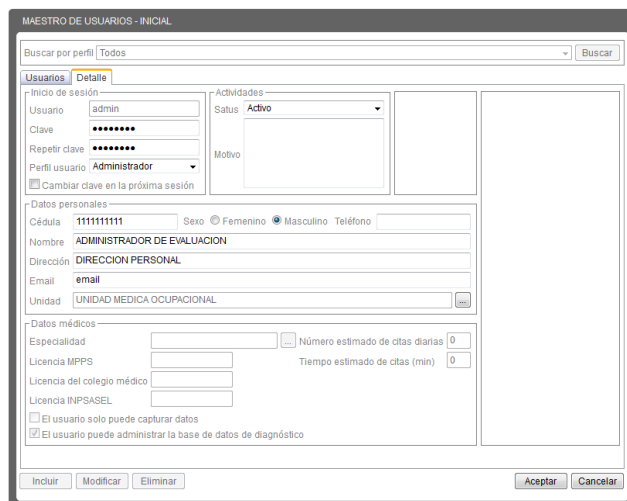 MAESTRO DE USUARIOS - INICIAL
Buscar por perfil Todos Buscar
Usuarios Detalle
Inicio de sesión Actividades
Usuario admin Satus Activo
Clave ●●●●●●●●
Repetir clave ●●●●●●●● Motivo
Perfil usuario Administrador
Cambiar clave en la próxima sesión
Datos personales
Cédula 1111111111 Sexo Femenino Masculino Teléfono
Nombre ADMINISTRADOR DE EVALUACION
Dirección DIRECCION PERSONAL
Email email
Unidad UNIDAD MEDICA OCUPACIONAL ...
Datos médicos
Especialidad ... Número estimado de citas diarias 0
Licencia MPPS Tiempo estimado de citas (min) 0
Licencia del colegio médico
Licencia INPSASEL
El usuario solo puede capturar datos
El usuario puede administrar la base de datos de diagnóstico
Incluir Modificar Eliminar Aceptar Cancelar